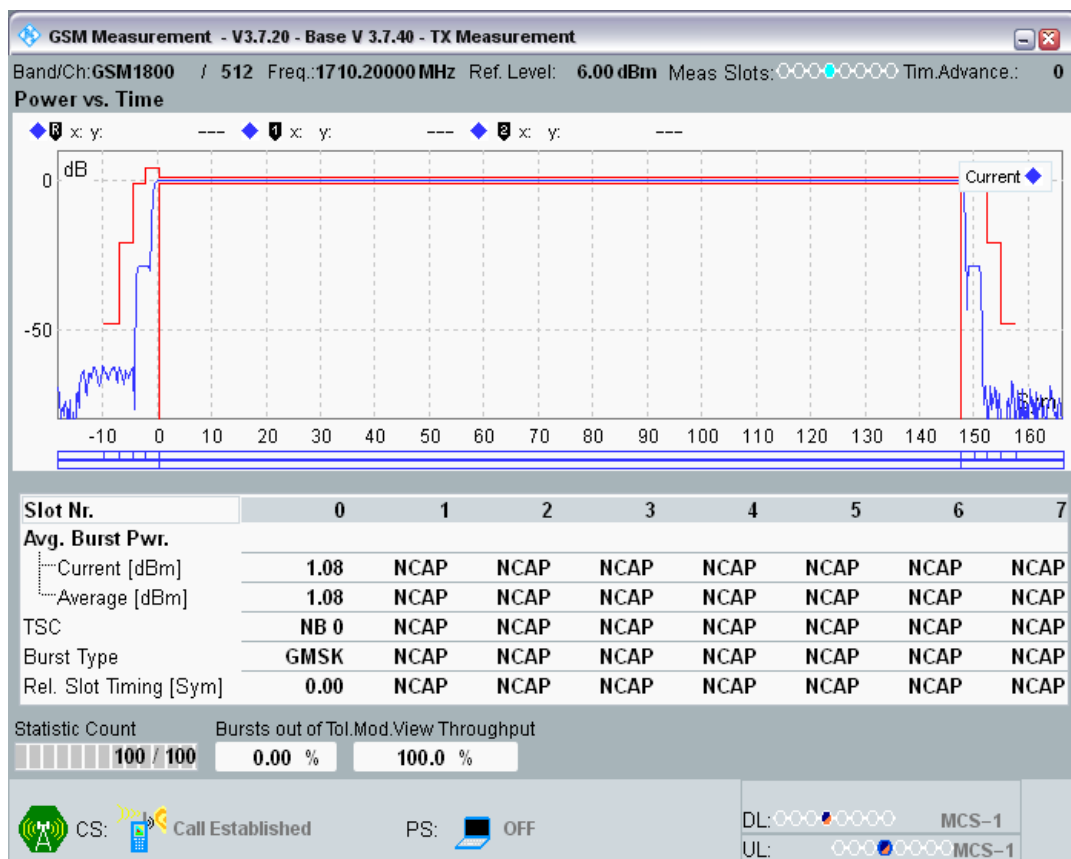 GSM Measurement - V3.7.20 - Base V 3.7.40 - TX Measurement
Band/Ch:GSM1800 / 512 Freq.:1710.20000 MHz Ref. Level: 6.00 dBm Meas Slots: Tim.Advance.: 0
Power vs. Time
R x: y: --- 1 x: y: --- 2 x: y: ---
dB
Current
0
-50
Sym
-10 0 10 20 30 40 50 60 70 80 90 100 110 120 130 140 150 160
Slot Nr. 0 1 2 3 4 5 6 7
Avg. Burst Pwr.
Current [dBm] 1.08 NCAP NCAP NCAP NCAP NCAP NCAP NCAP
Average [dBm] 1.08 NCAP NCAP NCAP NCAP NCAP NCAP NCAP
TSC NB 0 NCAP NCAP NCAP NCAP NCAP NCAP NCAP
Burst Type GMSK NCAP NCAP NCAP NCAP NCAP NCAP NCAP
Rel. Slot Timing [Sym] 0.00 NCAP NCAP NCAP NCAP NCAP NCAP NCAP
Statistic Count Bursts out of Tol. Mod.View Throughput
100 / 100 0.00 % 100.0 %
CS: Call Established PS: OFF DL: MCS-1
UL: MCS-1